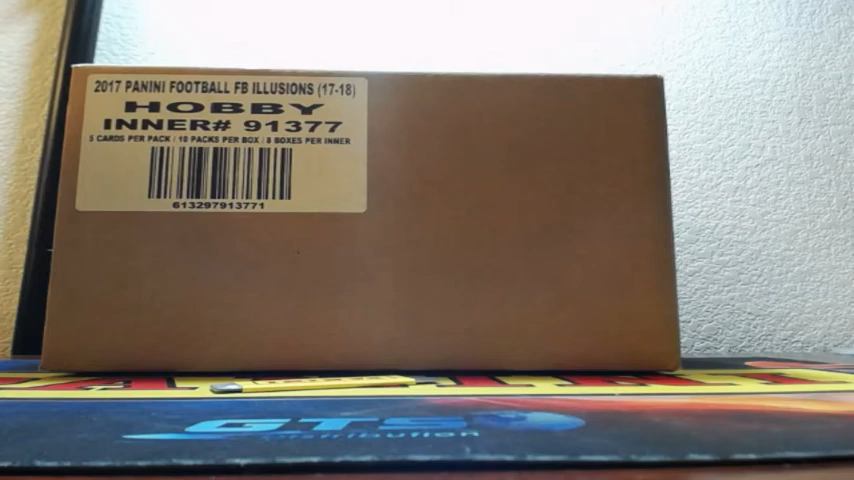 2017 PANINI FOOTBALL FB ILLUSIONS (17-18)
HOBBY
INNER# 91377
5 CARDS PER PACK / 10 PACKS PER BOX / 8 BOXES PER INNER
613297913771
GTS
distribution